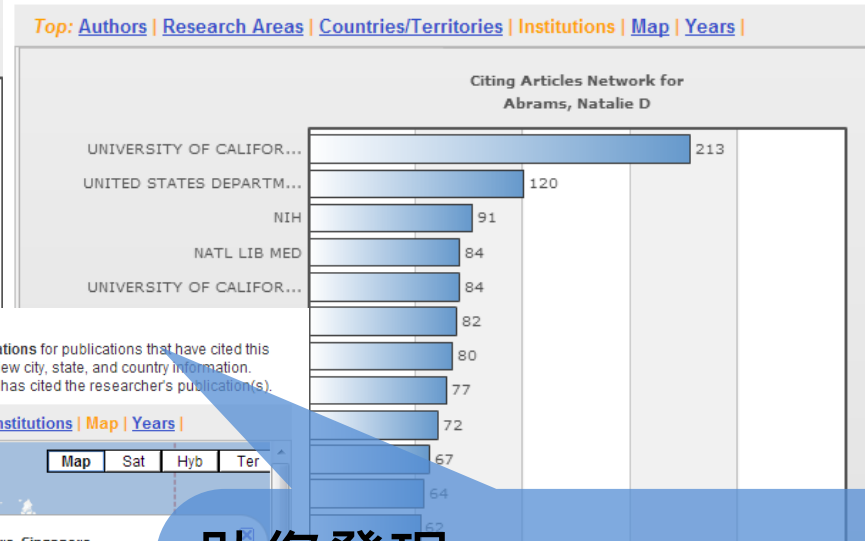 Top: Authors | Research Areas | Countries/Territories | Institutions | Map | Years |
Citing Articles Network for
Abrams, Natalie D
UNIVERSITY OF CALIFOR... 213
UNITED STATES DEPARTM... 120
NIH 91
NATL LIB MED 84
UNIVERSITY OF CALIFOR... 84
82
80
77
72
67
64
62
for publications that have cited this
city, state, and country information.
has cited the researcher's publication(s).
| Map | Years |
Map Sat Hyb Ter